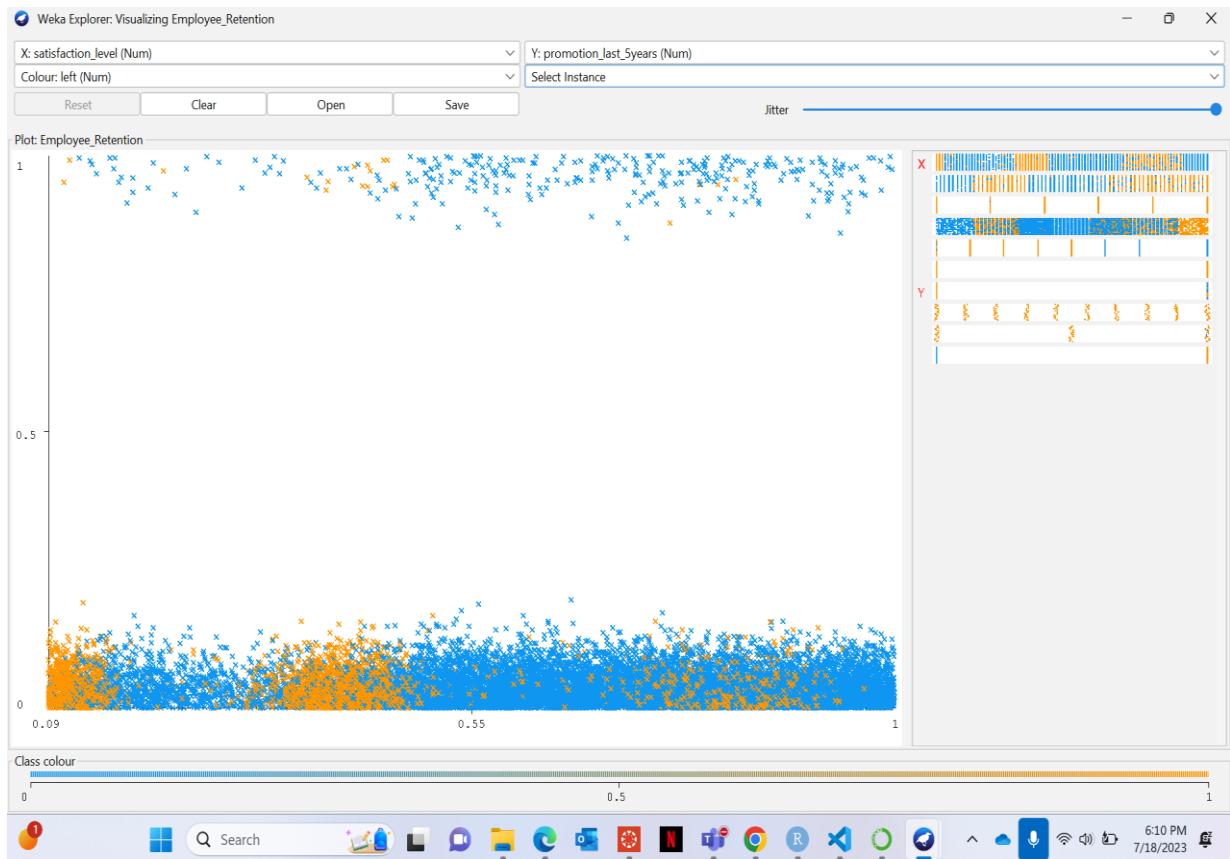 Weka Explorer: Visualizing Employee_Retention
X: satisfaction_level (Num)
Y: promotion_last_5years (Num)
Colour: left (Num)
Select Instance
Reset
Clear
Open
Save
Jitter
Plot: Employee_Retention
1
0.5
0
0.09
0.55
1
X
Y
Class colour
0
0.5
1
1
Search
N
R
6:10 PM
7/18/2023